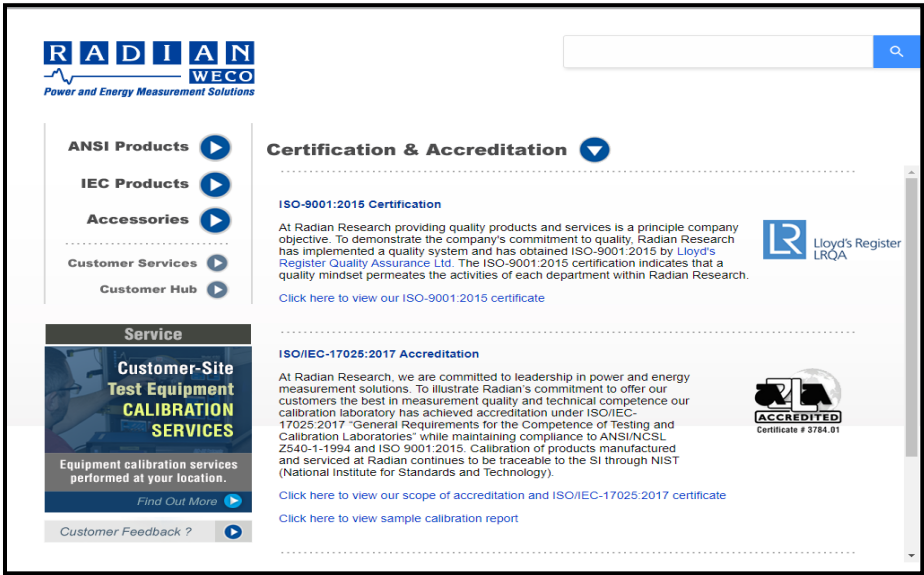 RADIAN
WECO
Power and Energy Measurement Solutions
ANSI Products
IEC Products
Accessories
Customer Services
Customer Hub
Service
Customer-Site
Test Equipment
CALIBRATION
SERVICES
Equipment calibration services
performed at your location.
Find Out More
Customer Feedback ?
Certification & Accreditation
ISO-9001:2015 Certification
At Radian Research providing quality products and services is a principle company
objective. To demonstrate the company's commitment to quality, Radian Research
has implemented a quality system and has obtained ISO-9001:2015 by Lloyd's
Register Quality Assurance Ltd. The ISO-9001:2015 certification indicates that a
quality mindset permeates the activities of each department within Radian Research.
Click here to view our ISO-9001:2015 certificate
LR
Lloyd's Register
LRQA
ISO/IEC-17025:2017 Accreditation
At Radian Research, we are committed to leadership in power and energy
measurement solutions. To illustrate Radian's commitment to offer our
customers the best in measurement quality and technical competence our
calibration laboratory has achieved accreditation under ISO/IEC-
17025:2017 "General Requirements for the Competence of Testing and
Calibration Laboratories" while maintaining compliance to ANSI/NCSL
Z540-1-1994 and ISO 9001:2015. Calibration of products manufactured
and serviced at Radian continues to be traceable to the SI through NIST
(National Institute for Standards and Technology).
Click here to view our scope of accreditation and ISO/IEC-17025:2017 certificate
Click here to view sample calibration report
A2LA
ACCREDITED
Certificate # 3784.01